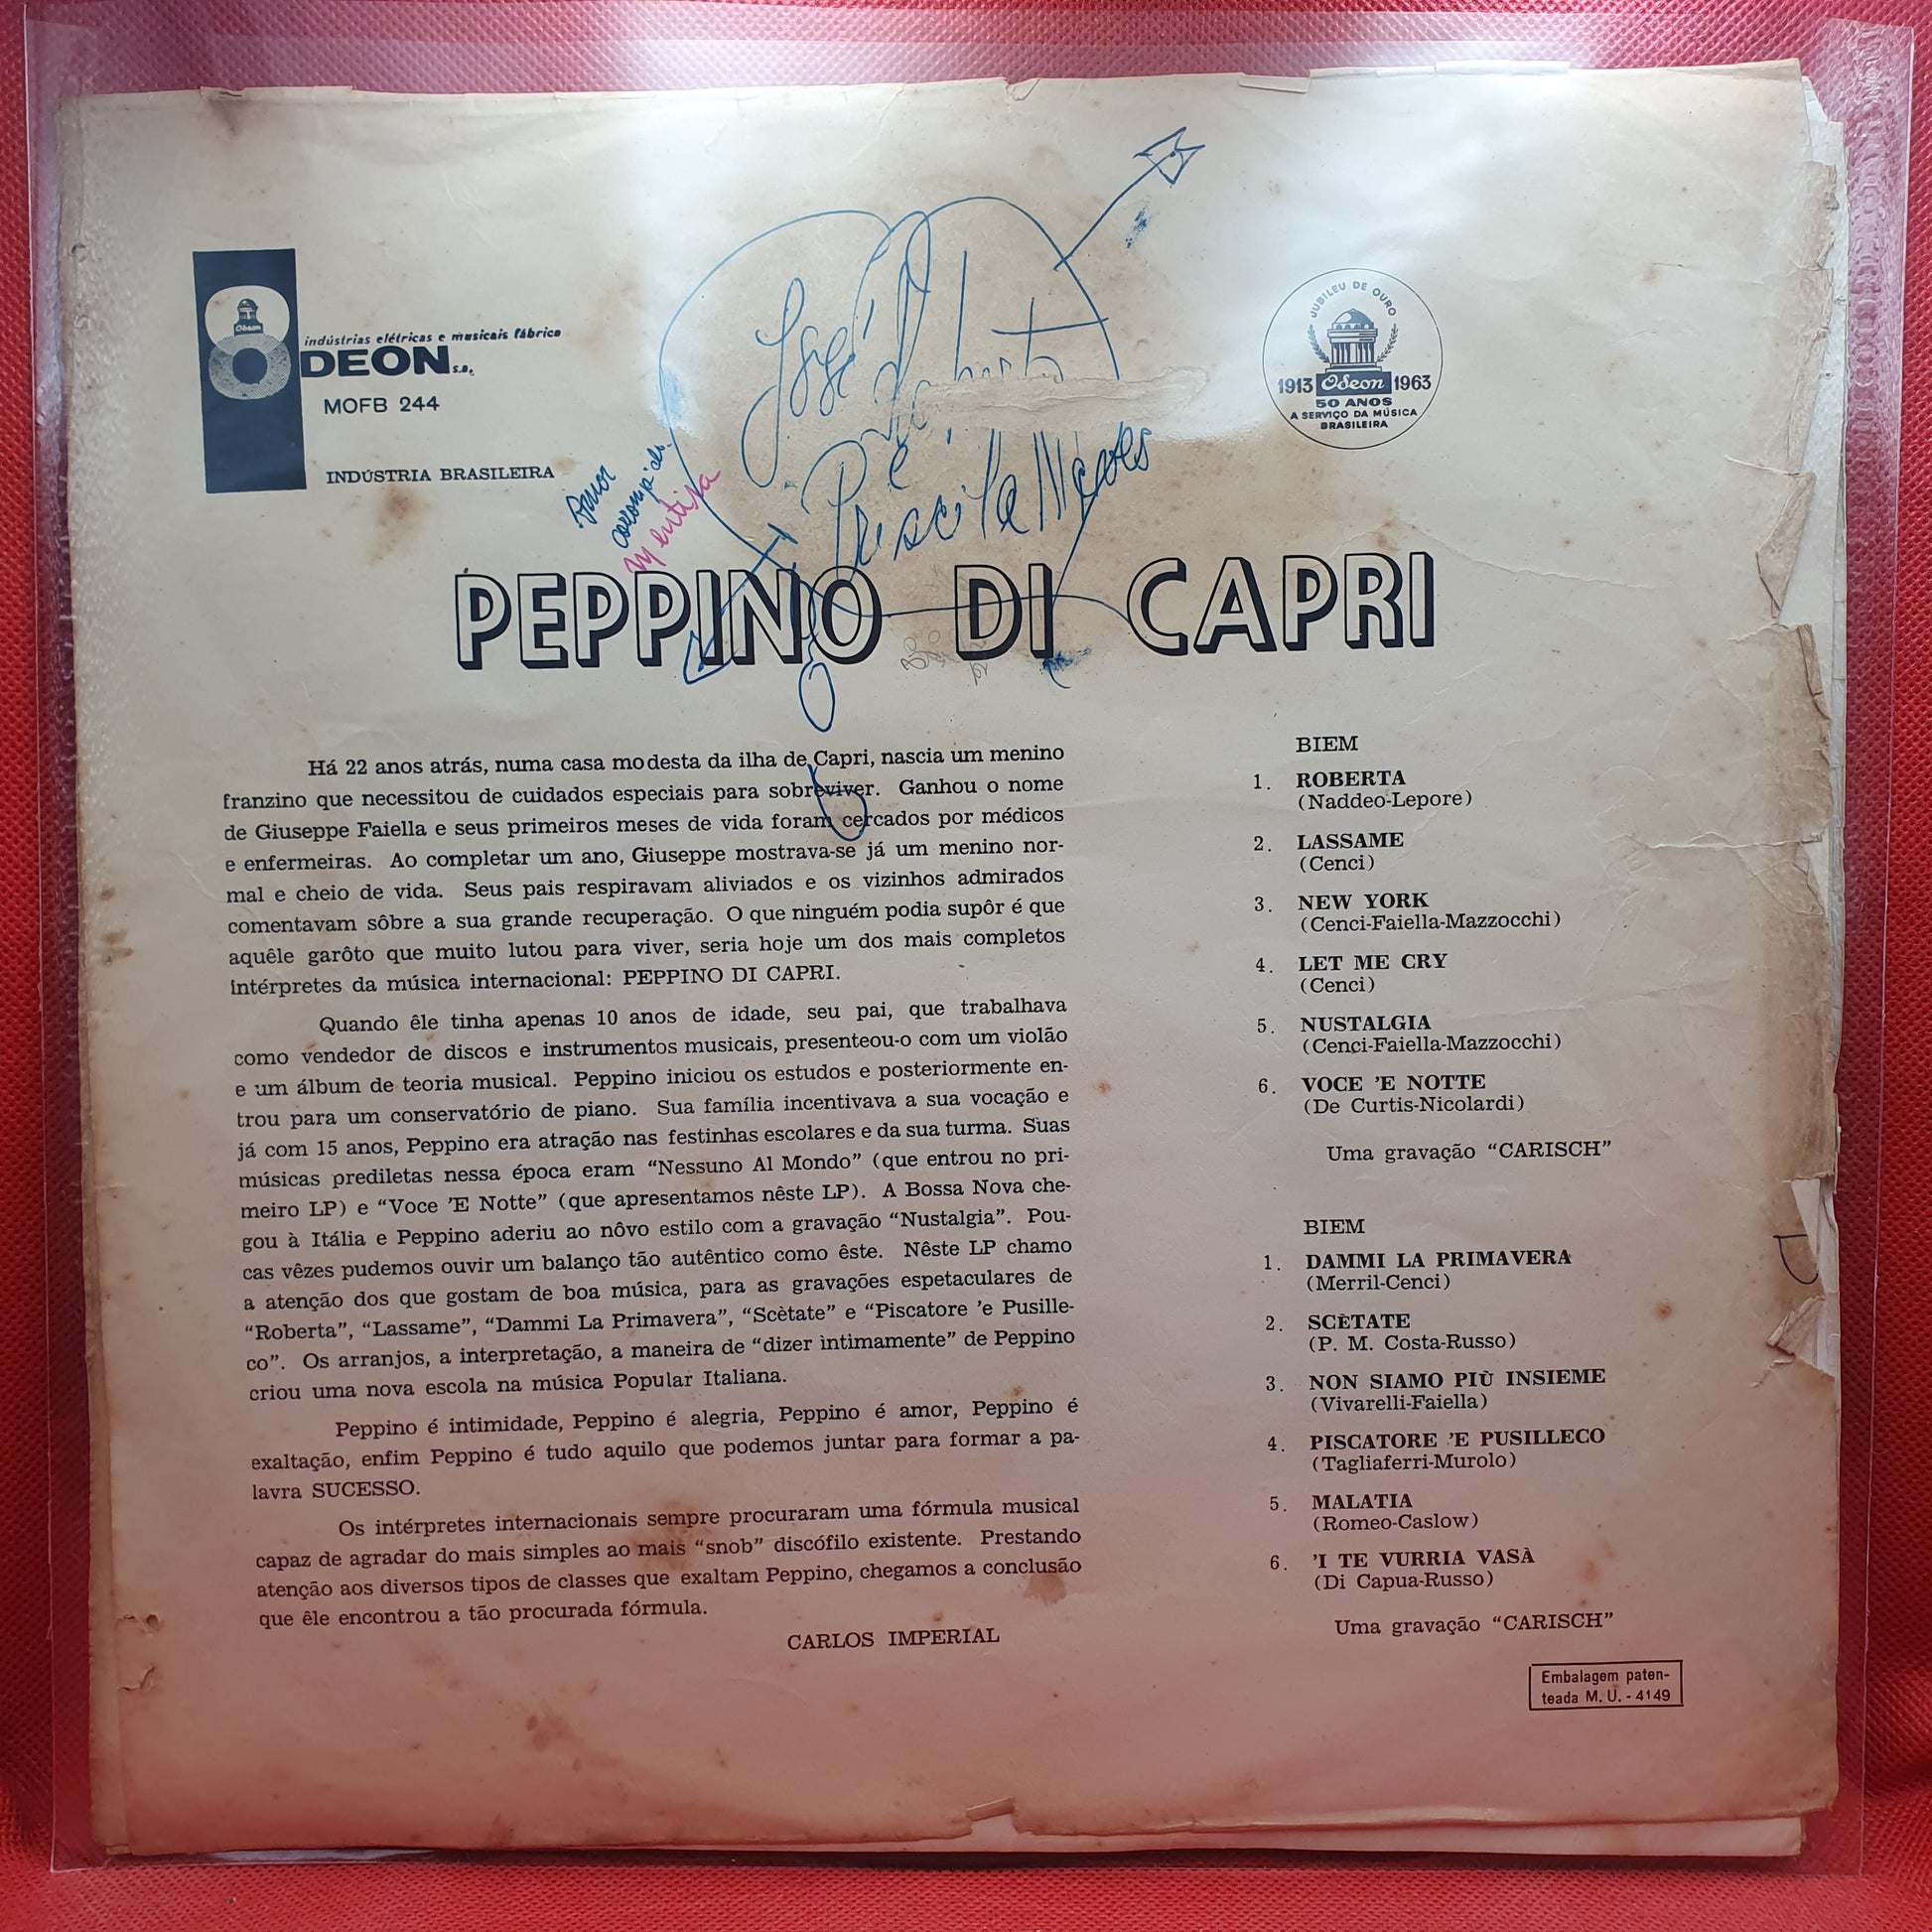 indústrias elétricas e musicais fábrica
ODEON S.A.
MOFB 244
INDÚSTRIA BRASILEIRA
JUBILEU DE OURO
1913 Odeon 1963
50 ANOS
A SERVIÇO DA MÚSICA
BRASILEIRA
José Roberto
e
Priscila
Amor
Mentira
PEPPINO DI CAPRI
Há 22 anos atrás, numa casa modesta da ilha de Capri, nascia um menino
franzino que necessitou de cuidados especiais para sobreviver. Ganhou o nome
de Giuseppe Faiella e seus primeiros meses de vida foram cercados por médicos
e enfermeiras. Ao completar um ano, Giuseppe mostrava-se já um menino nor-
mal e cheio de vida. Seus pais respiravam aliviados e os vizinhos admirados
comentavam sôbre a sua grande recuperação. O que ninguém podia supôr é que
aquêle garôto que muito lutou para viver, seria hoje um dos mais completos
intérpretes da música internacional: PEPPINO DI CAPRI.
Quando êle tinha apenas 10 anos de idade, seu pai, que trabalhava
como vendedor de discos e instrumentos musicais, presenteou-o com um violão
e um álbum de teoria musical. Peppino iniciou os estudos e posteriormente en-
trou para um conservatório de piano. Sua família incentivava a sua vocação e
já com 15 anos, Peppino era atração nas festinhas escolares e da sua turma. Suas
músicas prediletas nessa época eram “Nessuno Al Mondo” (que entrou no pri-
meiro LP) e “Voce 'E Notte” (que apresentamos nêste LP). A Bossa Nova che-
gou à Itália e Peppino aderiu ao nôvo estilo com a gravação “Nustalgia”. Pou-
cas vêzes pudemos ouvir um balanço tão autêntico como êste. Nêste LP chamo
a atenção dos que gostam de boa música, para as gravações espetaculares de
“Roberta”, “Lassame”, “Dammi La Primavera”, “Scètate” e “Piscatore 'e Pusille-
co”. Os arranjos, a interpretação, a maneira de “dizer ìntimamente” de Peppino
criou uma nova escola na música Popular Italiana.
Peppino é intimidade, Peppino é alegria, Peppino é amor, Peppino é
exaltação, enfim Peppino é tudo aquilo que podemos juntar para formar a pa-
lavra SUCESSO.
Os intérpretes internacionais sempre procuraram uma fórmula musical
capaz de agradar do mais simples ao mais “snob” discófilo existente. Prestando
atenção aos diversos tipos de classes que exaltam Peppino, chegamos a conclusão
que êle encontrou a tão procurada fórmula.
CARLOS IMPERIAL
BIEM
1. ROBERTA
(Naddeo-Lepore)
2. LASSAME
(Cenci)
3. NEW YORK
(Cenci-Faiella-Mazzocchi)
4. LET ME CRY
(Cenci)
5. NUSTALGIA
(Cenci-Faiella-Mazzocchi)
6. VOCE 'E NOTTE
(De Curtis-Nicolardi)
Uma gravação “CARISCH”
BIEM
1. DAMMI LA PRIMAVERA
(Merril-Cenci)
2. SCÈTATE
(P. M. Costa-Russo)
3. NON SIAMO PIÙ INSIEME
(Vivarelli-Faiella)
4. PISCATORE 'E PUSILLECO
(Tagliaferri-Murolo)
5. MALATIA
(Romeo-Caslow)
6. 'I TE VURRIA VASÀ
(Di Capua-Russo)
Uma gravação “CARISCH”
Embalagem paten-
teada M. U. - 4149